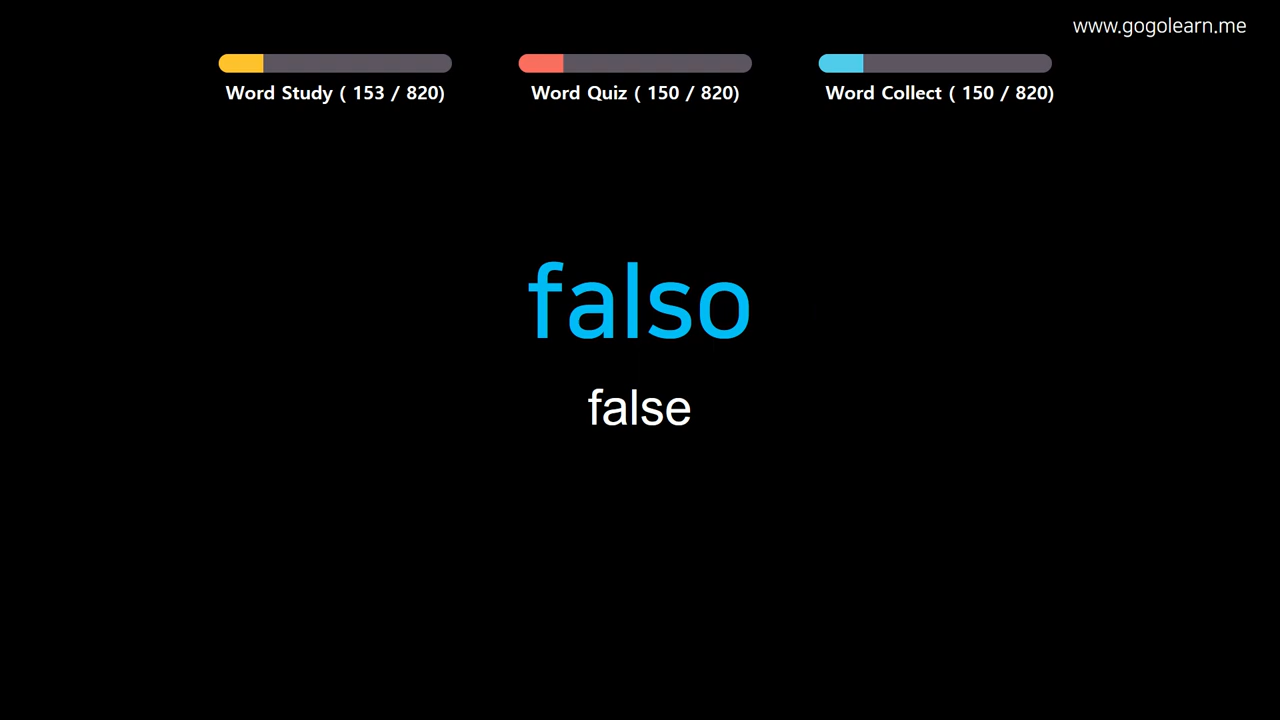 www.gogolearn.me
Word Study ( 153 / 820)
Word Quiz ( 150 / 820)
Word Collect ( 150 / 820)
falso
false